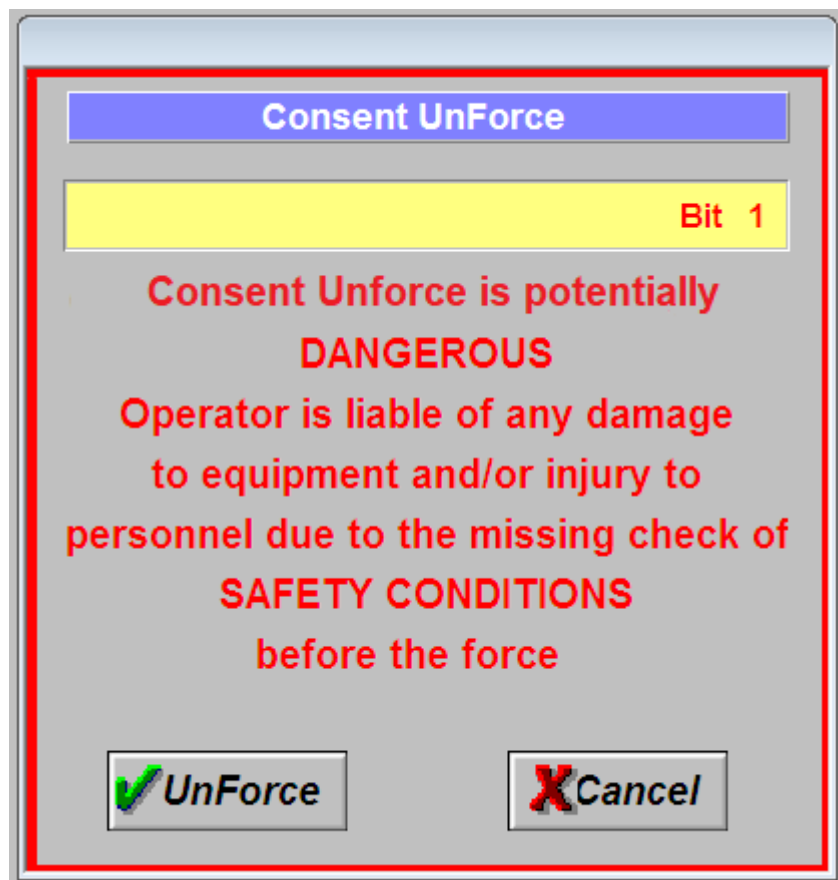 Consent UnForce
Bit 1
Consent Unforce is potentially
DANGEROUS
Operator is liable of any damage
to equipment and/or injury to
personnel due to the missing check of
SAFETY CONDITIONS
before the force
UnForce Cancel